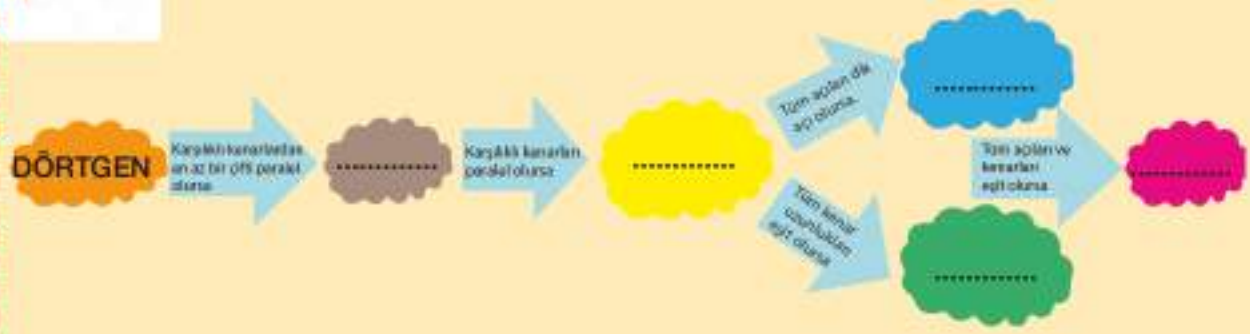 DÖRTGEN
Karşılıklı kenarlardan
en az bir çifti paralel
olursa
.............
Karşılıklı kenarları
paralel olursa
.............
Tüm açıları dik
açı olursa.
.............
Tüm kenar
uzunlukları
eşit olursa
.............
Tüm açıları ve
kenarları
eşit olursa
.............